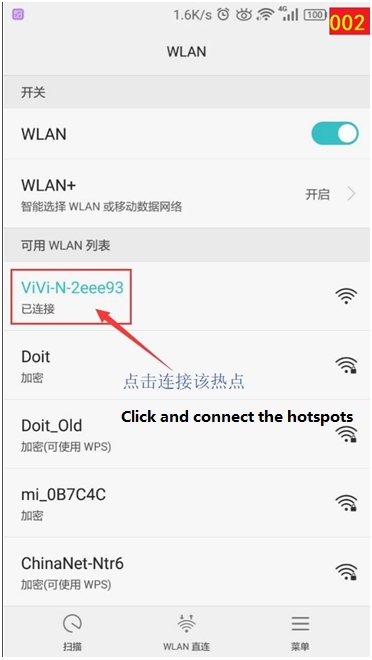 1.6K/s 4G 100 002
WLAN
开关
WLAN
WLAN+
智能选择 WLAN 或移动数据网络
开启
可用 WLAN 列表
ViVi-N-2eee93
已连接
Doit
加密
点击连接该热点
Click and connect the hotspots
Doit_Old
加密(可使用 WPS)
mi_0B7C4C
加密
ChinaNet-Ntr6
加密(可使用 WPS)
扫描
WLAN 直连
菜单